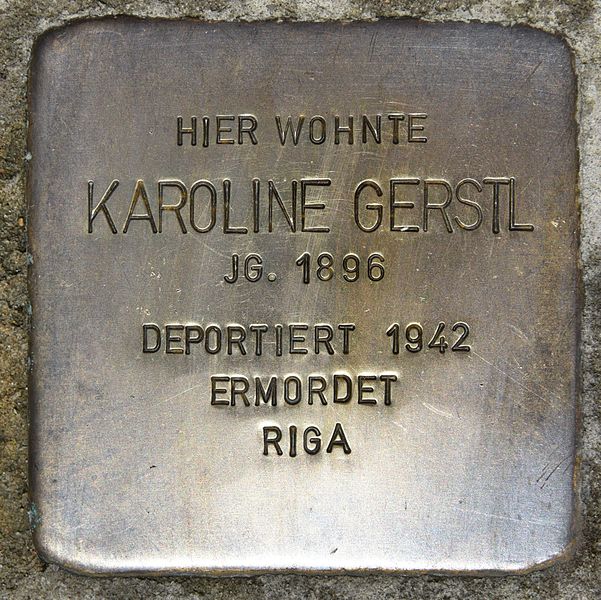 HIER WOHNTE
KAROLINE GERSTL
JG. 1896
DEPORTIERT 1942
ERMORDET
RIGA